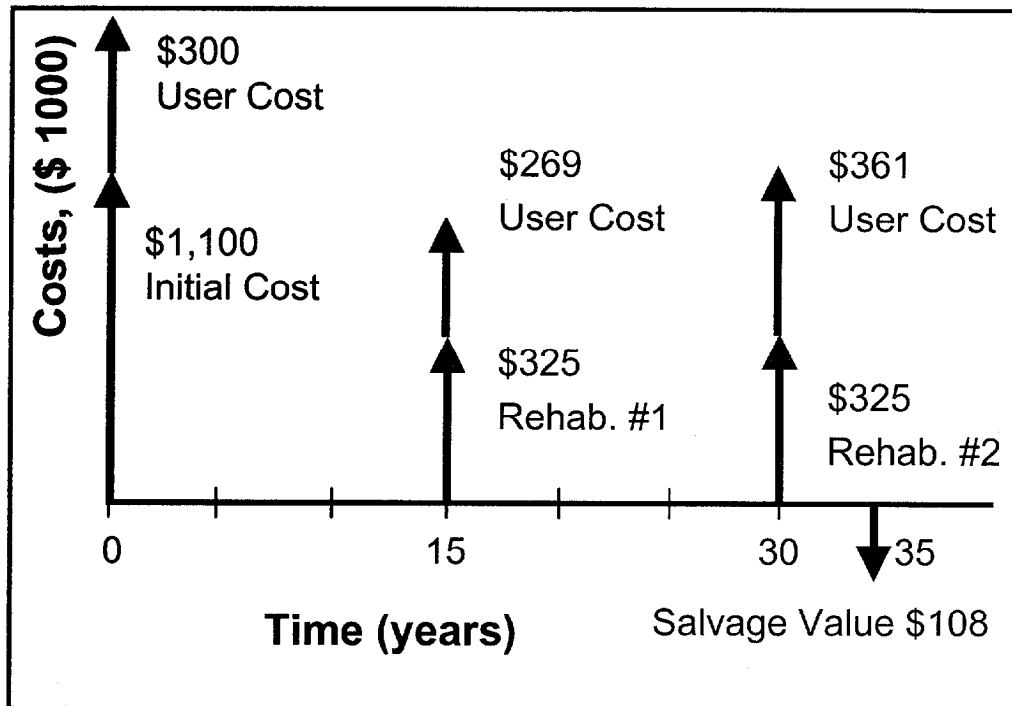 Costs, ($ 1000)
$300
User Cost
$1,100
Initial Cost
$269
User Cost
$325
Rehab. #1
$361
User Cost
$325
Rehab. #2
0
15
30
35
Time (years)
Salvage Value $108